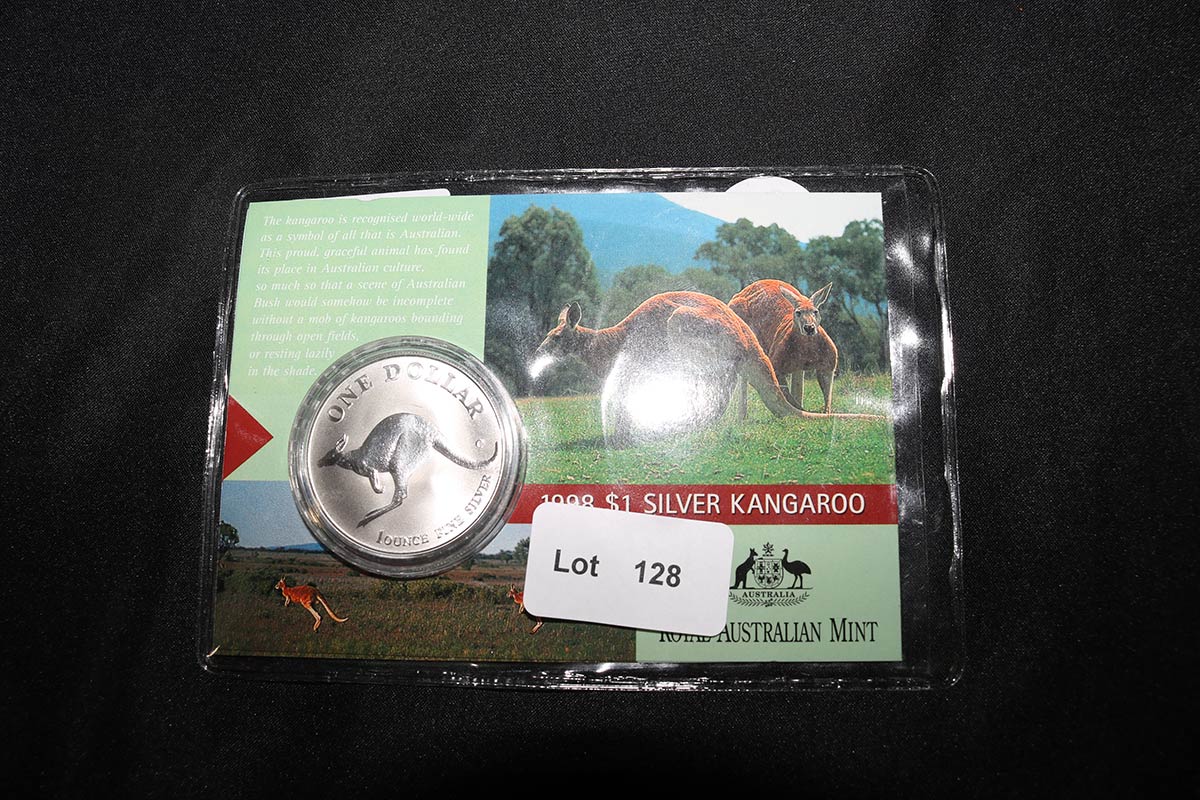 The kangaroo is recognised world-wide
as a symbol of all that is Australian.
This proud, graceful animal has found
its place in Australian culture,
so much so that a scene of Australian
Bush would somehow be incomplete
without a mob of kangaroos bounding
through open fields,
or resting lazily
in the shade.
ONE DOLLAR
1 OUNCE FINE SILVER
1998 $1 SILVER KANGAROO
Lot 128
AUSTRALIA
ROYAL AUSTRALIAN MINT